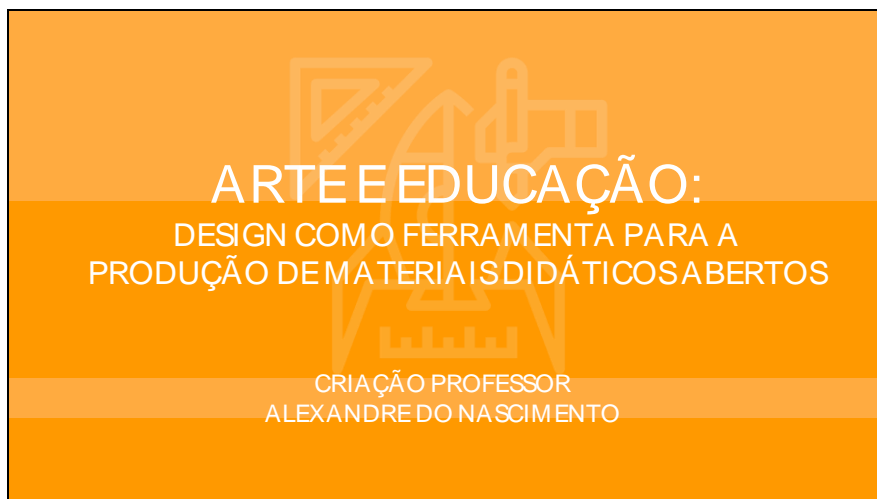 ARTE E EDUCAÇÃO:
DESIGN COMO FERRAMENTA PARA A
PRODUÇÃO DE MATERIAIS DIDÁTICOS ABERTOS
CRIAÇÃO PROFESSOR
ALEXANDRE DO NASCIMENTO